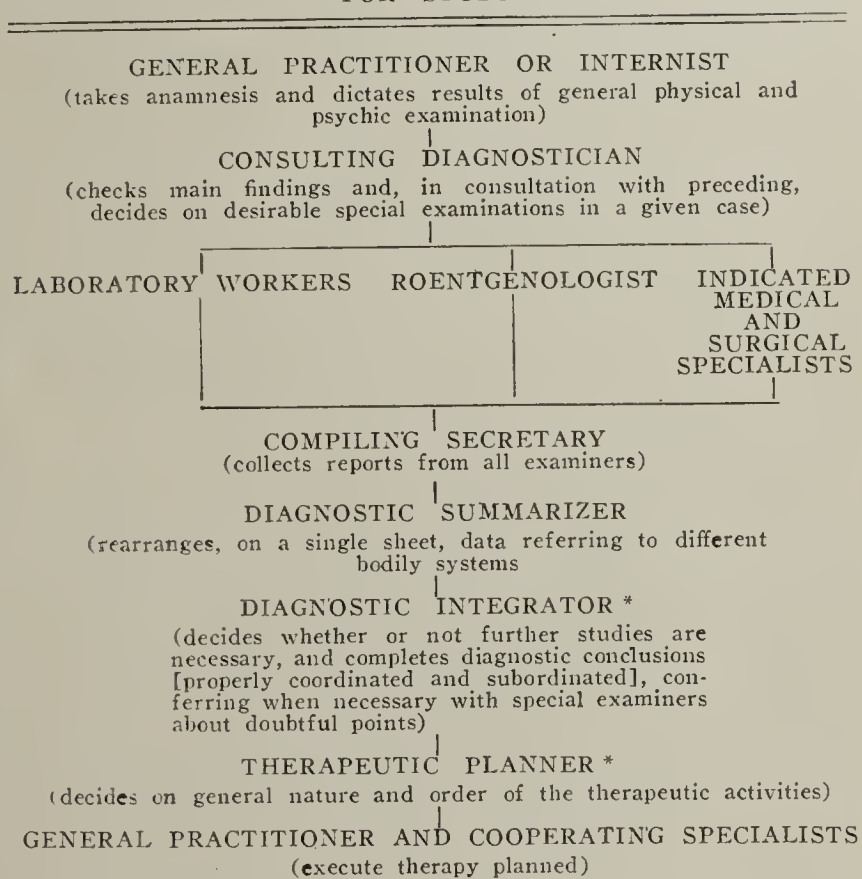 GENERAL PRACTITIONER OR INTERNIST
(takes anamnesis and dictates results of general physical and
psychic examination)
CONSULTING DIAGNOSTICIAN
(checks main findings and, in consultation with preceding,
decides on desirable special examinations in a given case)
LABORATORY WORKERS ROENTGENOLOGIST INDICATED
MEDICAL
AND
SURGICAL
SPECIALISTS
COMPILING SECRETARY
(collects reports from all examiners)
DIAGNOSTIC SUMMARIZER
(rearranges, on a single sheet, data referring to different
bodily systems
DIAGNOSTIC INTEGRATOR *
(decides whether or not further studies are
necessary, and completes diagnostic conclusions
[properly coordinated and subordinated], con-
ferring when necessary with special examiners
about doubtful points)
THERAPEUTIC PLANNER *
(decides on general nature and order of the therapeutic activities)
GENERAL PRACTITIONER AND COOPERATING SPECIALISTS
(execute therapy planned)